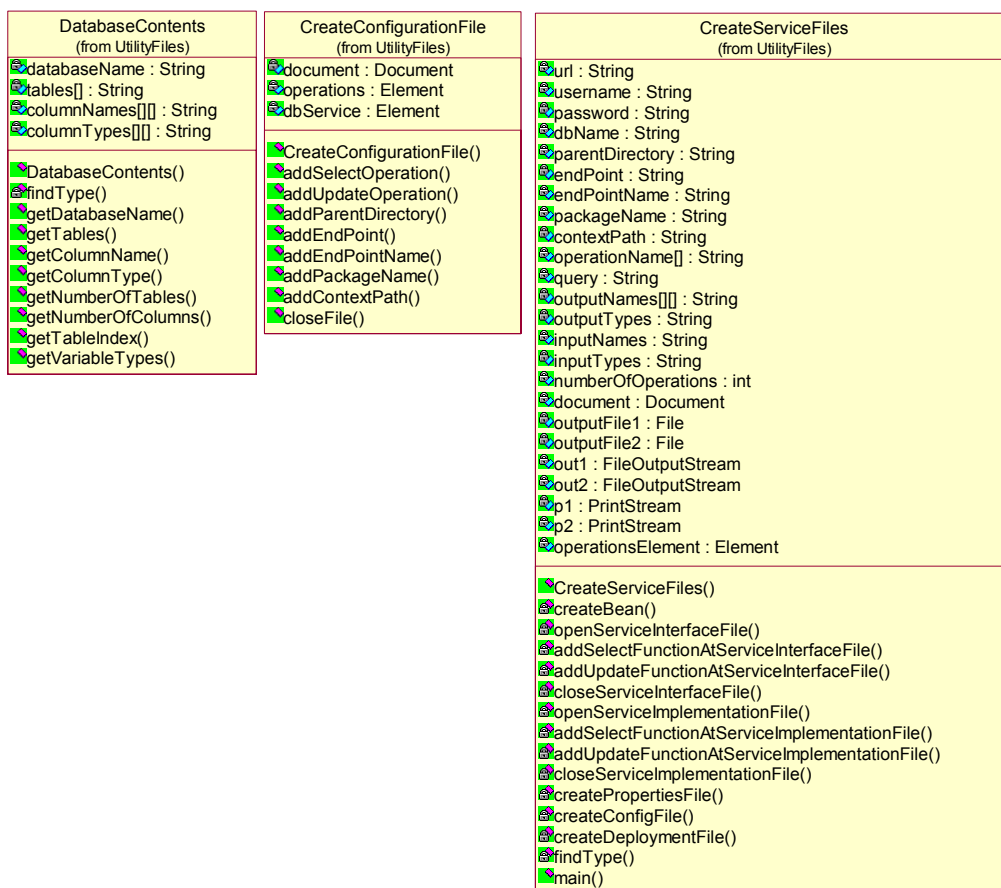 DatabaseContents
(from UtilityFiles)
databaseName : String
tables[] : String
columnNames[][] : String
columnTypes[][] : String
DatabaseContents()
findType()
getDatabaseName()
getTables()
getColumnName()
getColumnType()
getNumberOfTables()
getNumberOfColumns()
getTableIndex()
getVariableTypes()
CreateConfigurationFile
(from UtilityFiles)
document : Document
operations : Element
dbService : Element
CreateConfigurationFile()
addSelectOperation()
addUpdateOperation()
addParentDirectory()
addEndPoint()
addEndPointName()
addPackageName()
addContextPath()
closeFile()
CreateServiceFiles
(from UtilityFiles)
url : String
username : String
password : String
dbName : String
parentDirectory : String
endPoint : String
endPointName : String
packageName : String
contextPath : String
operationName[] : String
query : String
outputNames[][] : String
outputTypes : String
inputNames : String
inputTypes : String
numberOfOperations : int
document : Document
outputFile1 : File
outputFile2 : File
out1 : FileOutputStream
out2 : FileOutputStream
p1 : PrintStream
p2 : PrintStream
operationsElement : Element
CreateServiceFiles()
createBean()
openServiceInterfaceFile()
addSelectFunctionAtServiceInterfaceFile()
addUpdateFunctionAtServiceInterfaceFile()
closeServiceInterfaceFile()
openServiceImplementationFile()
addSelectFunctionAtServiceImplementationFile()
addUpdateFunctionAtServiceImplementationFile()
closeServiceImplementationFile()
createPropertiesFile()
createConfigFile()
createDeploymentFile()
findType()
main()